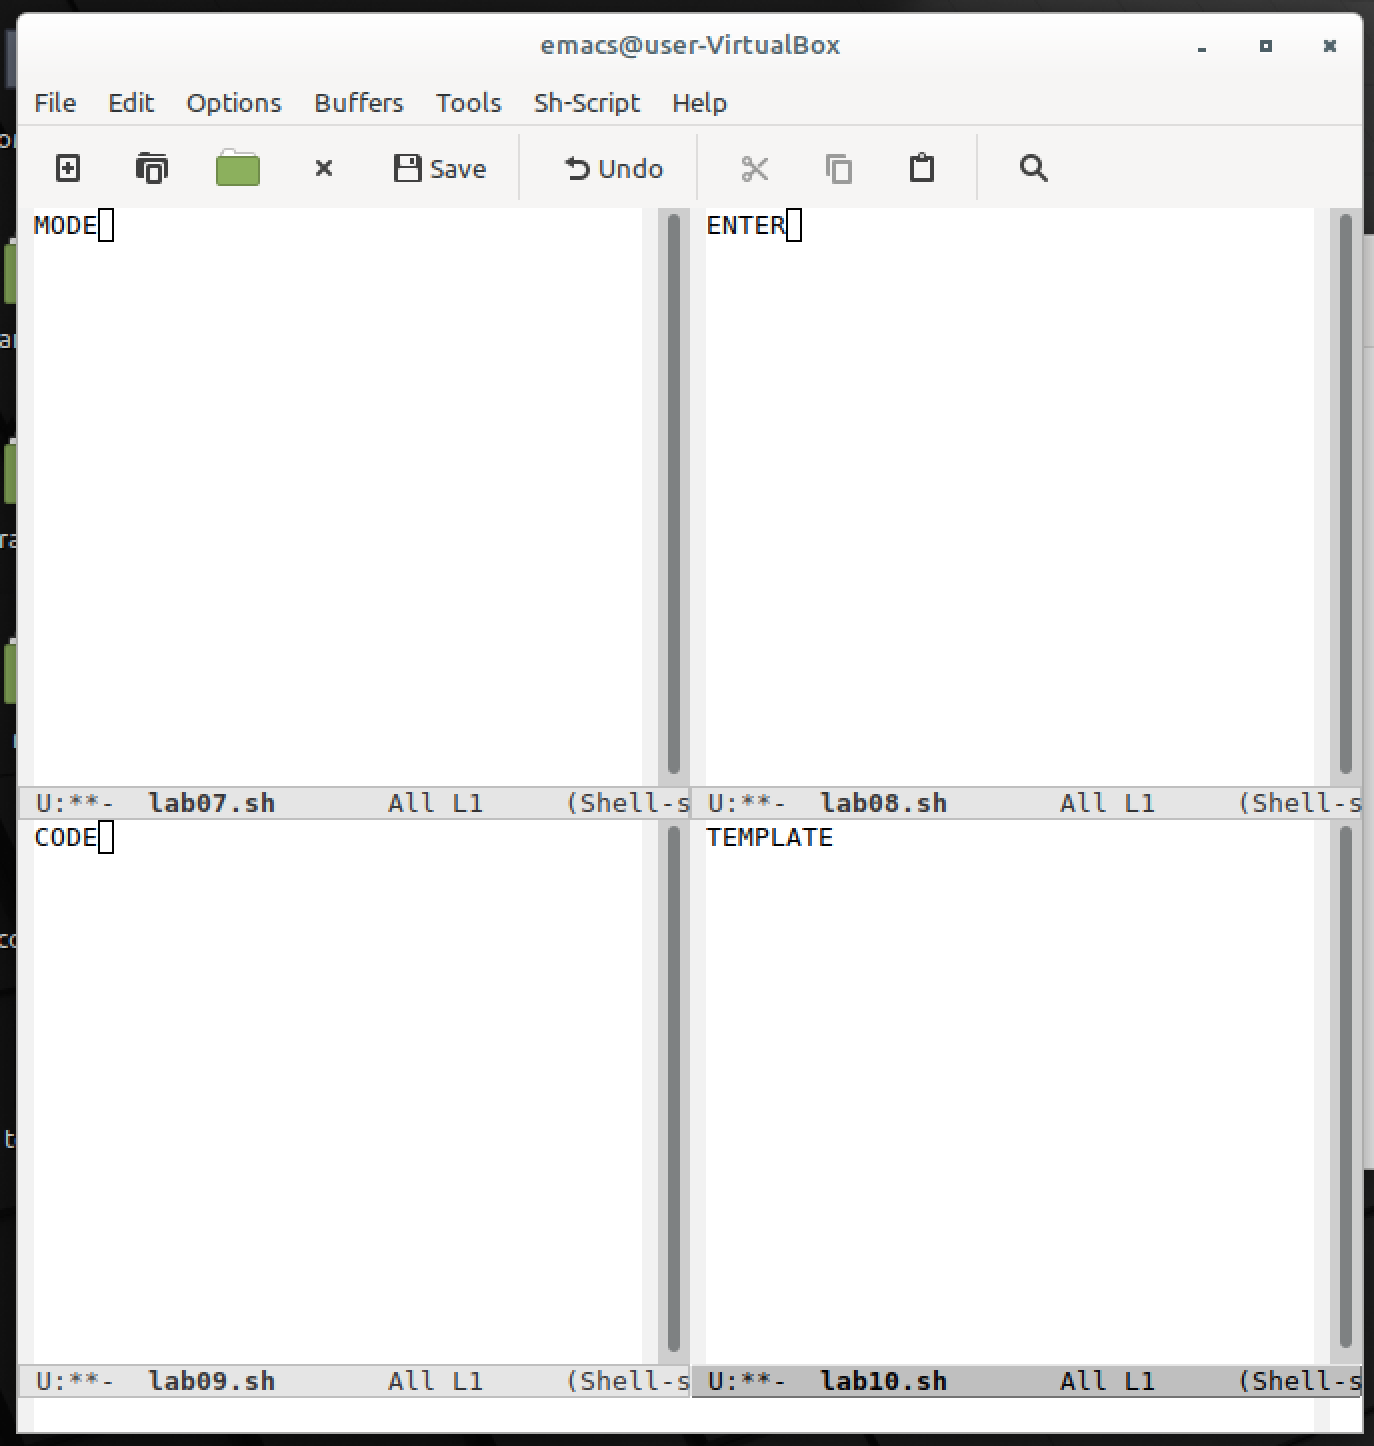 emacs@user-VirtualBox
File Edit Options Buffers Tools Sh-Script Help
Save Undo
MODE
ENTER
U:**- lab07.sh All L1 (Shell-s
U:**- lab08.sh All L1 (Shell-s
CODE
TEMPLATE
U:**- lab09.sh All L1 (Shell-s
U:**- lab10.sh All L1 (Shell-s